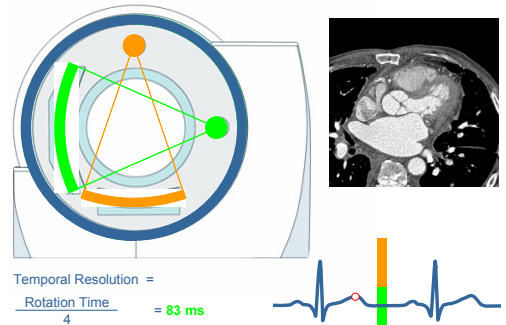 Temporal Resolution =
Rotation Time
4
= 83 ms